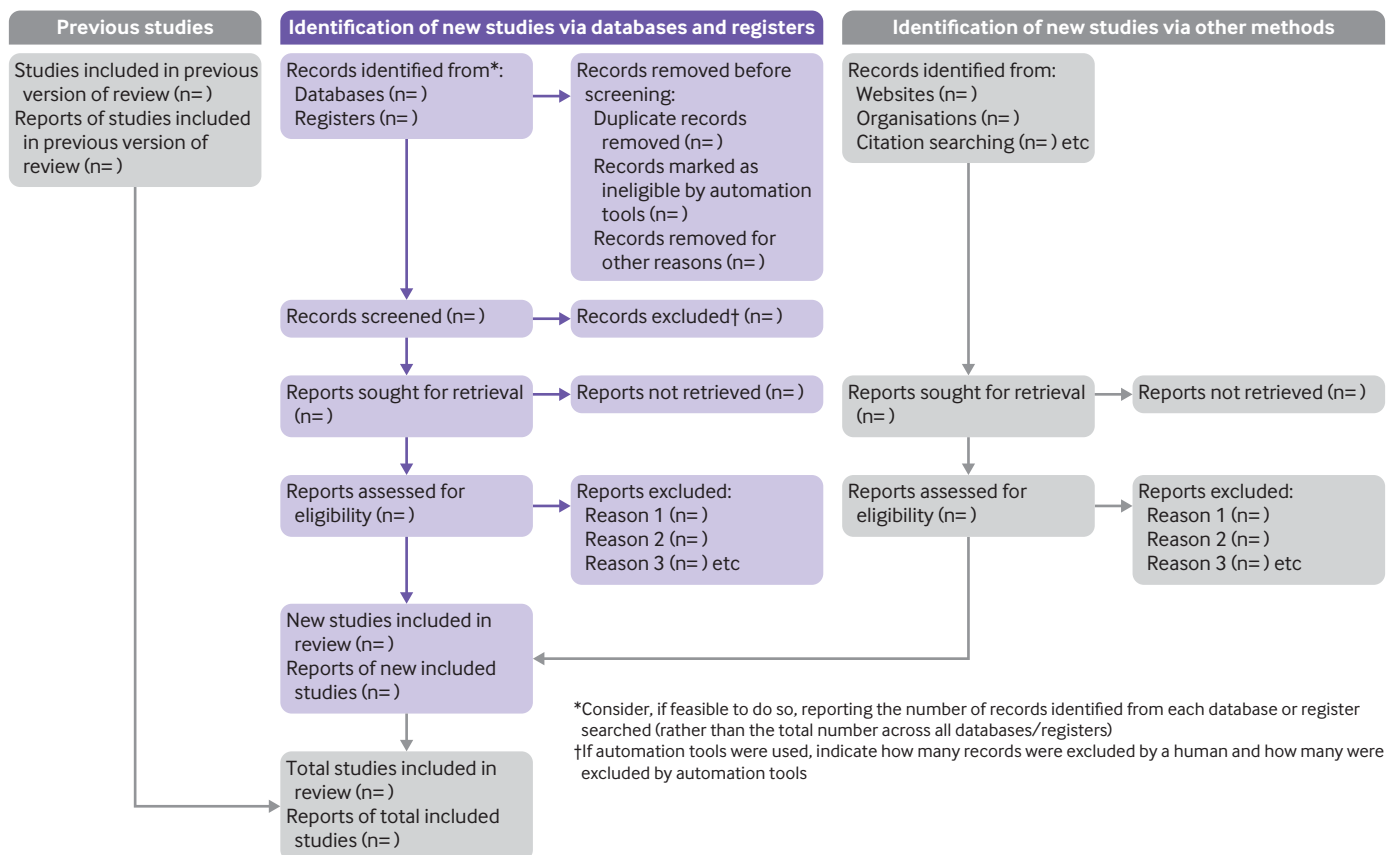 Previous studies
Identification of new studies via databases and registers
Identification of new studies via other methods
Studies included in previous
version of review (n= )
Reports of studies included
in previous version of
review (n= )
Records identified from*:
Databases (n= )
Registers (n= )
Records removed before
screening:
Duplicate records
removed (n= )
Records marked as
ineligible by automation
tools (n= )
Records removed for
other reasons (n= )
Records identified from:
Websites (n= )
Organisations (n= )
Citation searching (n= ) etc
Records screened (n= )
Records excluded† (n= )
Reports sought for retrieval
(n= )
Reports not retrieved (n= )
Reports sought for retrieval
(n= )
Reports not retrieved (n= )
Reports assessed for
eligibility (n= )
Reports excluded:
Reason 1 (n= )
Reason 2 (n= )
Reason 3 (n= ) etc
Reports assessed for
eligibility (n= )
Reports excluded:
Reason 1 (n= )
Reason 2 (n= )
Reason 3 (n= ) etc
New studies included in
review (n= )
Reports of new included
studies (n= )
*Consider, if feasible to do so, reporting the number of records identified from each database or register
searched (rather than the total number across all databases/registers)
†If automation tools were used, indicate how many records were excluded by a human and how many were
excluded by automation tools
Total studies included in
review (n= )
Reports of total included
studies (n= )